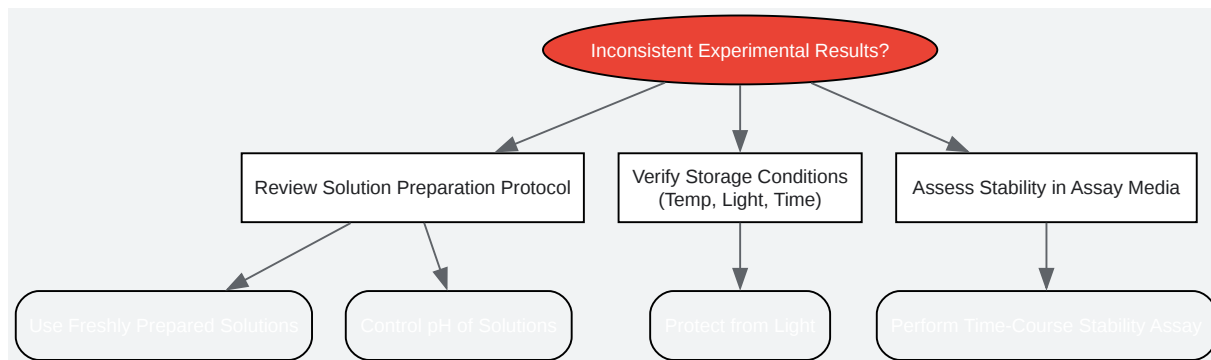 Inconsistent Experimental Results?
Review Solution Preparation Protocol
Verify Storage Conditions
(Temp, Light, Time)
Assess Stability in Assay Media
Use Freshly Prepared Solutions
Control pH of Solutions
Protect from Light
Perform Time-Course Stability Assay